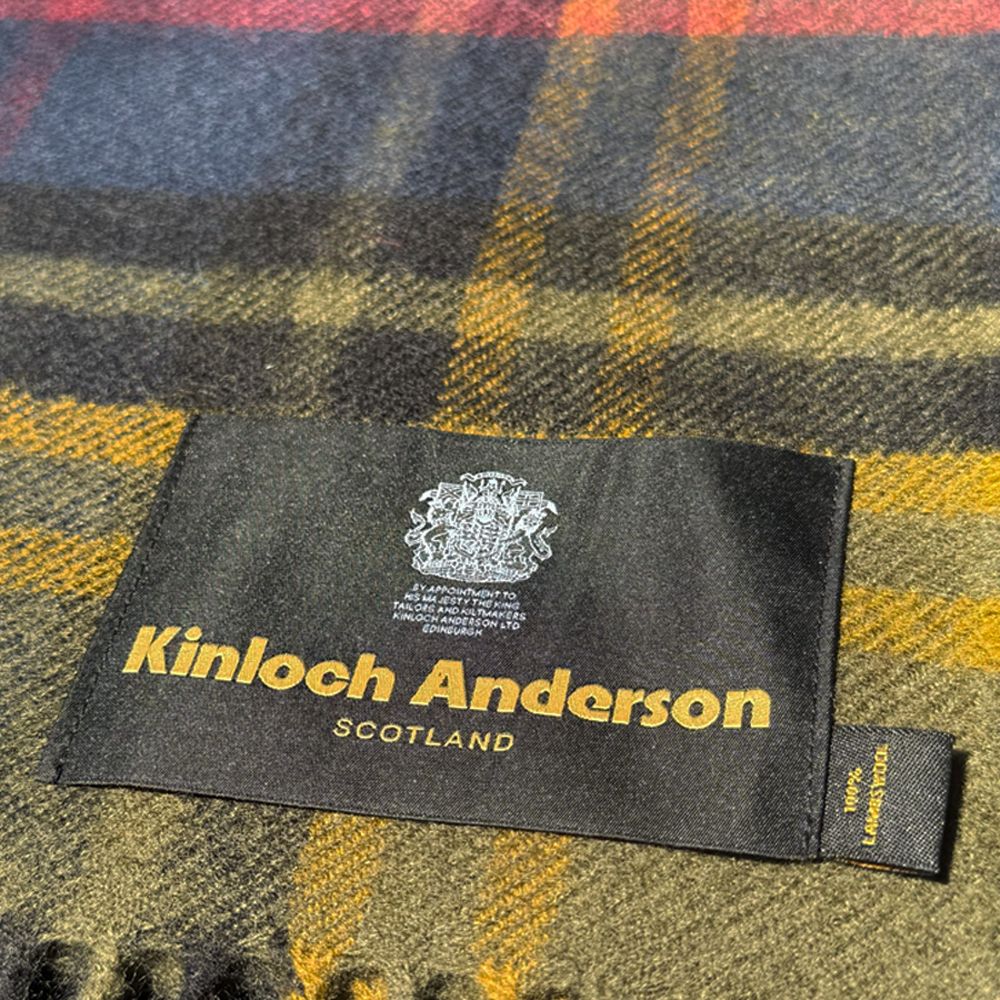 BY APPOINTMENT TO
HIS MAJESTY THE KING
TAILORS AND KILTMAKERS
KINLOCH ANDERSON LTD
EDINBURGH
Kinloch Anderson
SCOTLAND
100%
LAMBSWOOL